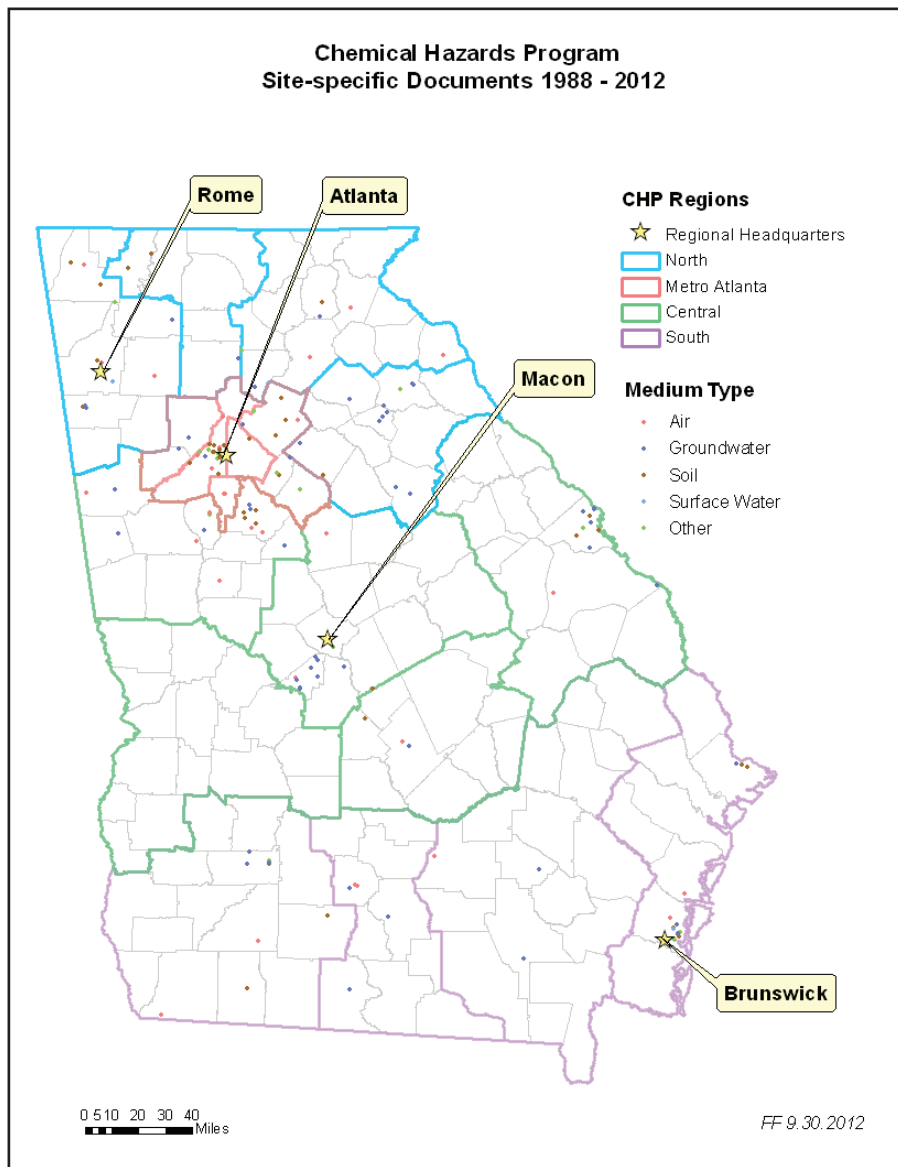 Chemical Hazards Program
Site-specific Documents 1988 - 2012
Rome
Atlanta
CHP Regions
Regional Headquarters
North
Metro Atlanta
Central
South
Macon
Medium Type
Air
Groundwater
Soil
Surface Water
Other
Brunswick
0 5 10 20 30 40
Miles
FF 9.30.2012